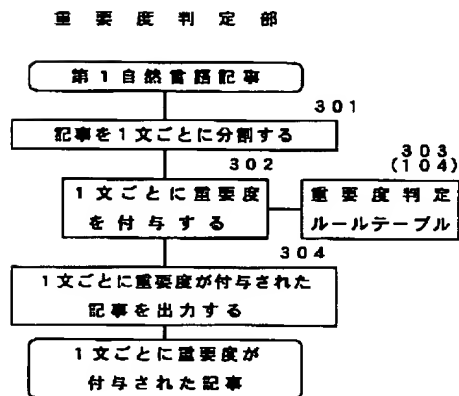 重要度判定部
第1自然言語記事
301
記事を1文ごとに分割する
302
303
(104)
1文ごとに重要度
を付与する
重要度判定
ルールテーブル
304
1文ごとに重要度が付与された
記事を出力する
1文ごとに重要度が
付与された記事